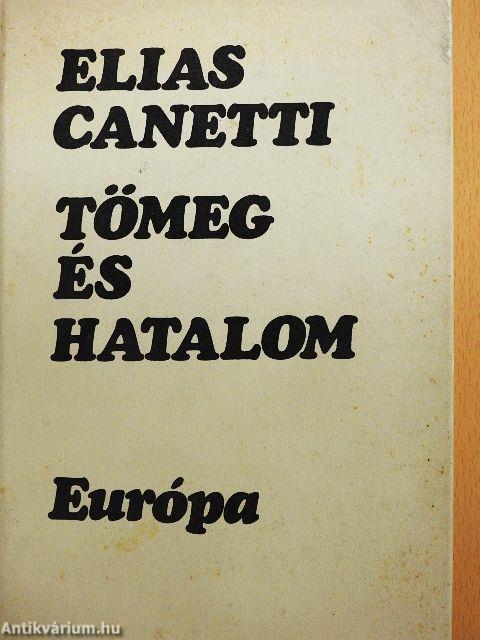 ELIAS
CANETTI
TÖMEG
ÉS
HATALOM
Európa
Antikvárium.hu